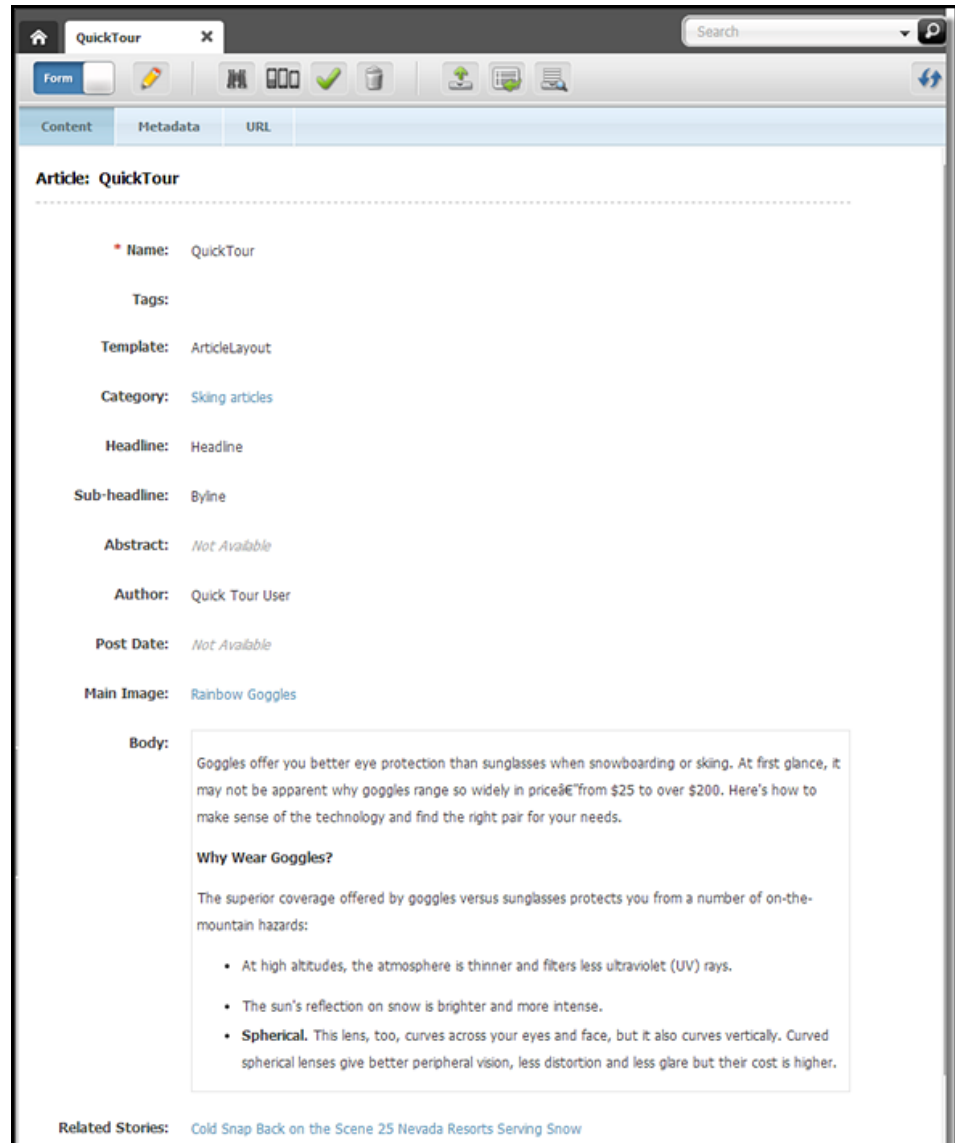 QuickTour
Search
Form
Content Metadata URL
Article: QuickTour
* Name: QuickTour
Tags:
Template: ArticleLayout
Category: Skiing articles
Headline: Headline
Sub-headline: Byline
Abstract: Not Available
Author: Quick Tour User
Post Date: Not Available
Main Image: Rainbow Goggles
Body:
Goggles offer you better eye protection than sunglasses when snowboarding or skiing. At first glance, it
may not be apparent why goggles range so widely in priceâ€"from $25 to over $200. Here's how to
make sense of the technology and find the right pair for your needs.
Why Wear Goggles?
The superior coverage offered by goggles versus sunglasses protects you from a number of on-the-
mountain hazards:
• At high altitudes, the atmosphere is thinner and filters less ultraviolet (UV) rays.
• The sun's reflection on snow is brighter and more intense.
• Spherical. This lens, too, curves across your eyes and face, but it also curves vertically. Curved
spherical lenses give better peripheral vision, less distortion and less glare but their cost is higher.
Related Stories: Cold Snap Back on the Scene 25 Nevada Resorts Serving Snow